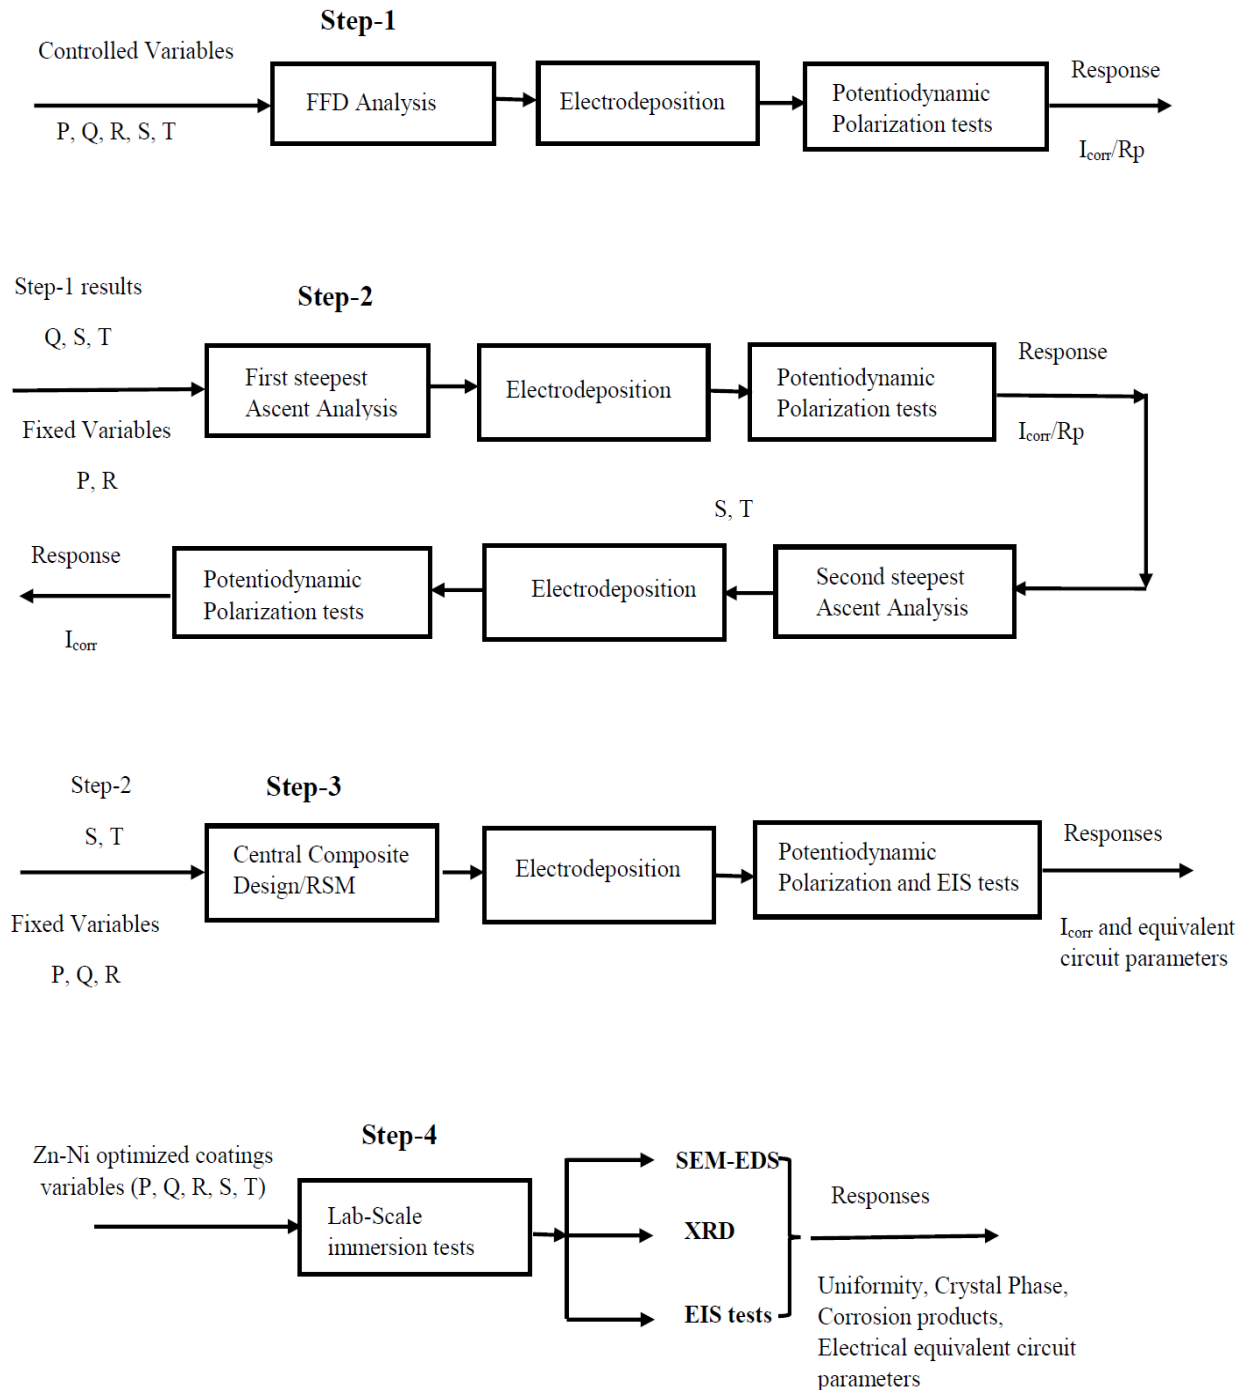 Step-1
Controlled Variables
P, Q, R, S, T
FFD Analysis
Electrodeposition
Potentiodynamic
Polarization tests
Response
Icorr/Rp
Step-1 results
Q, S, T
Fixed Variables
P, R
Step-2
First steepest
Ascent Analysis
Electrodeposition
Potentiodynamic
Polarization tests
Response
Icorr/Rp
S, T
Second steepest
Ascent Analysis
Electrodeposition
Potentiodynamic
Polarization tests
Response
Icorr
Step-2
S, T
Fixed Variables
P, Q, R
Step-3
Central Composite
Design/RSM
Electrodeposition
Potentiodynamic
Polarization and EIS tests
Responses
Icorr and equivalent
circuit parameters
Step-4
Zn-Ni optimized coatings
variables (P, Q, R, S, T)
Lab-Scale
immersion tests
SEM-EDS
XRD
EIS tests
Responses
Uniformity, Crystal Phase,
Corrosion products,
Electrical equivalent circuit
parameters